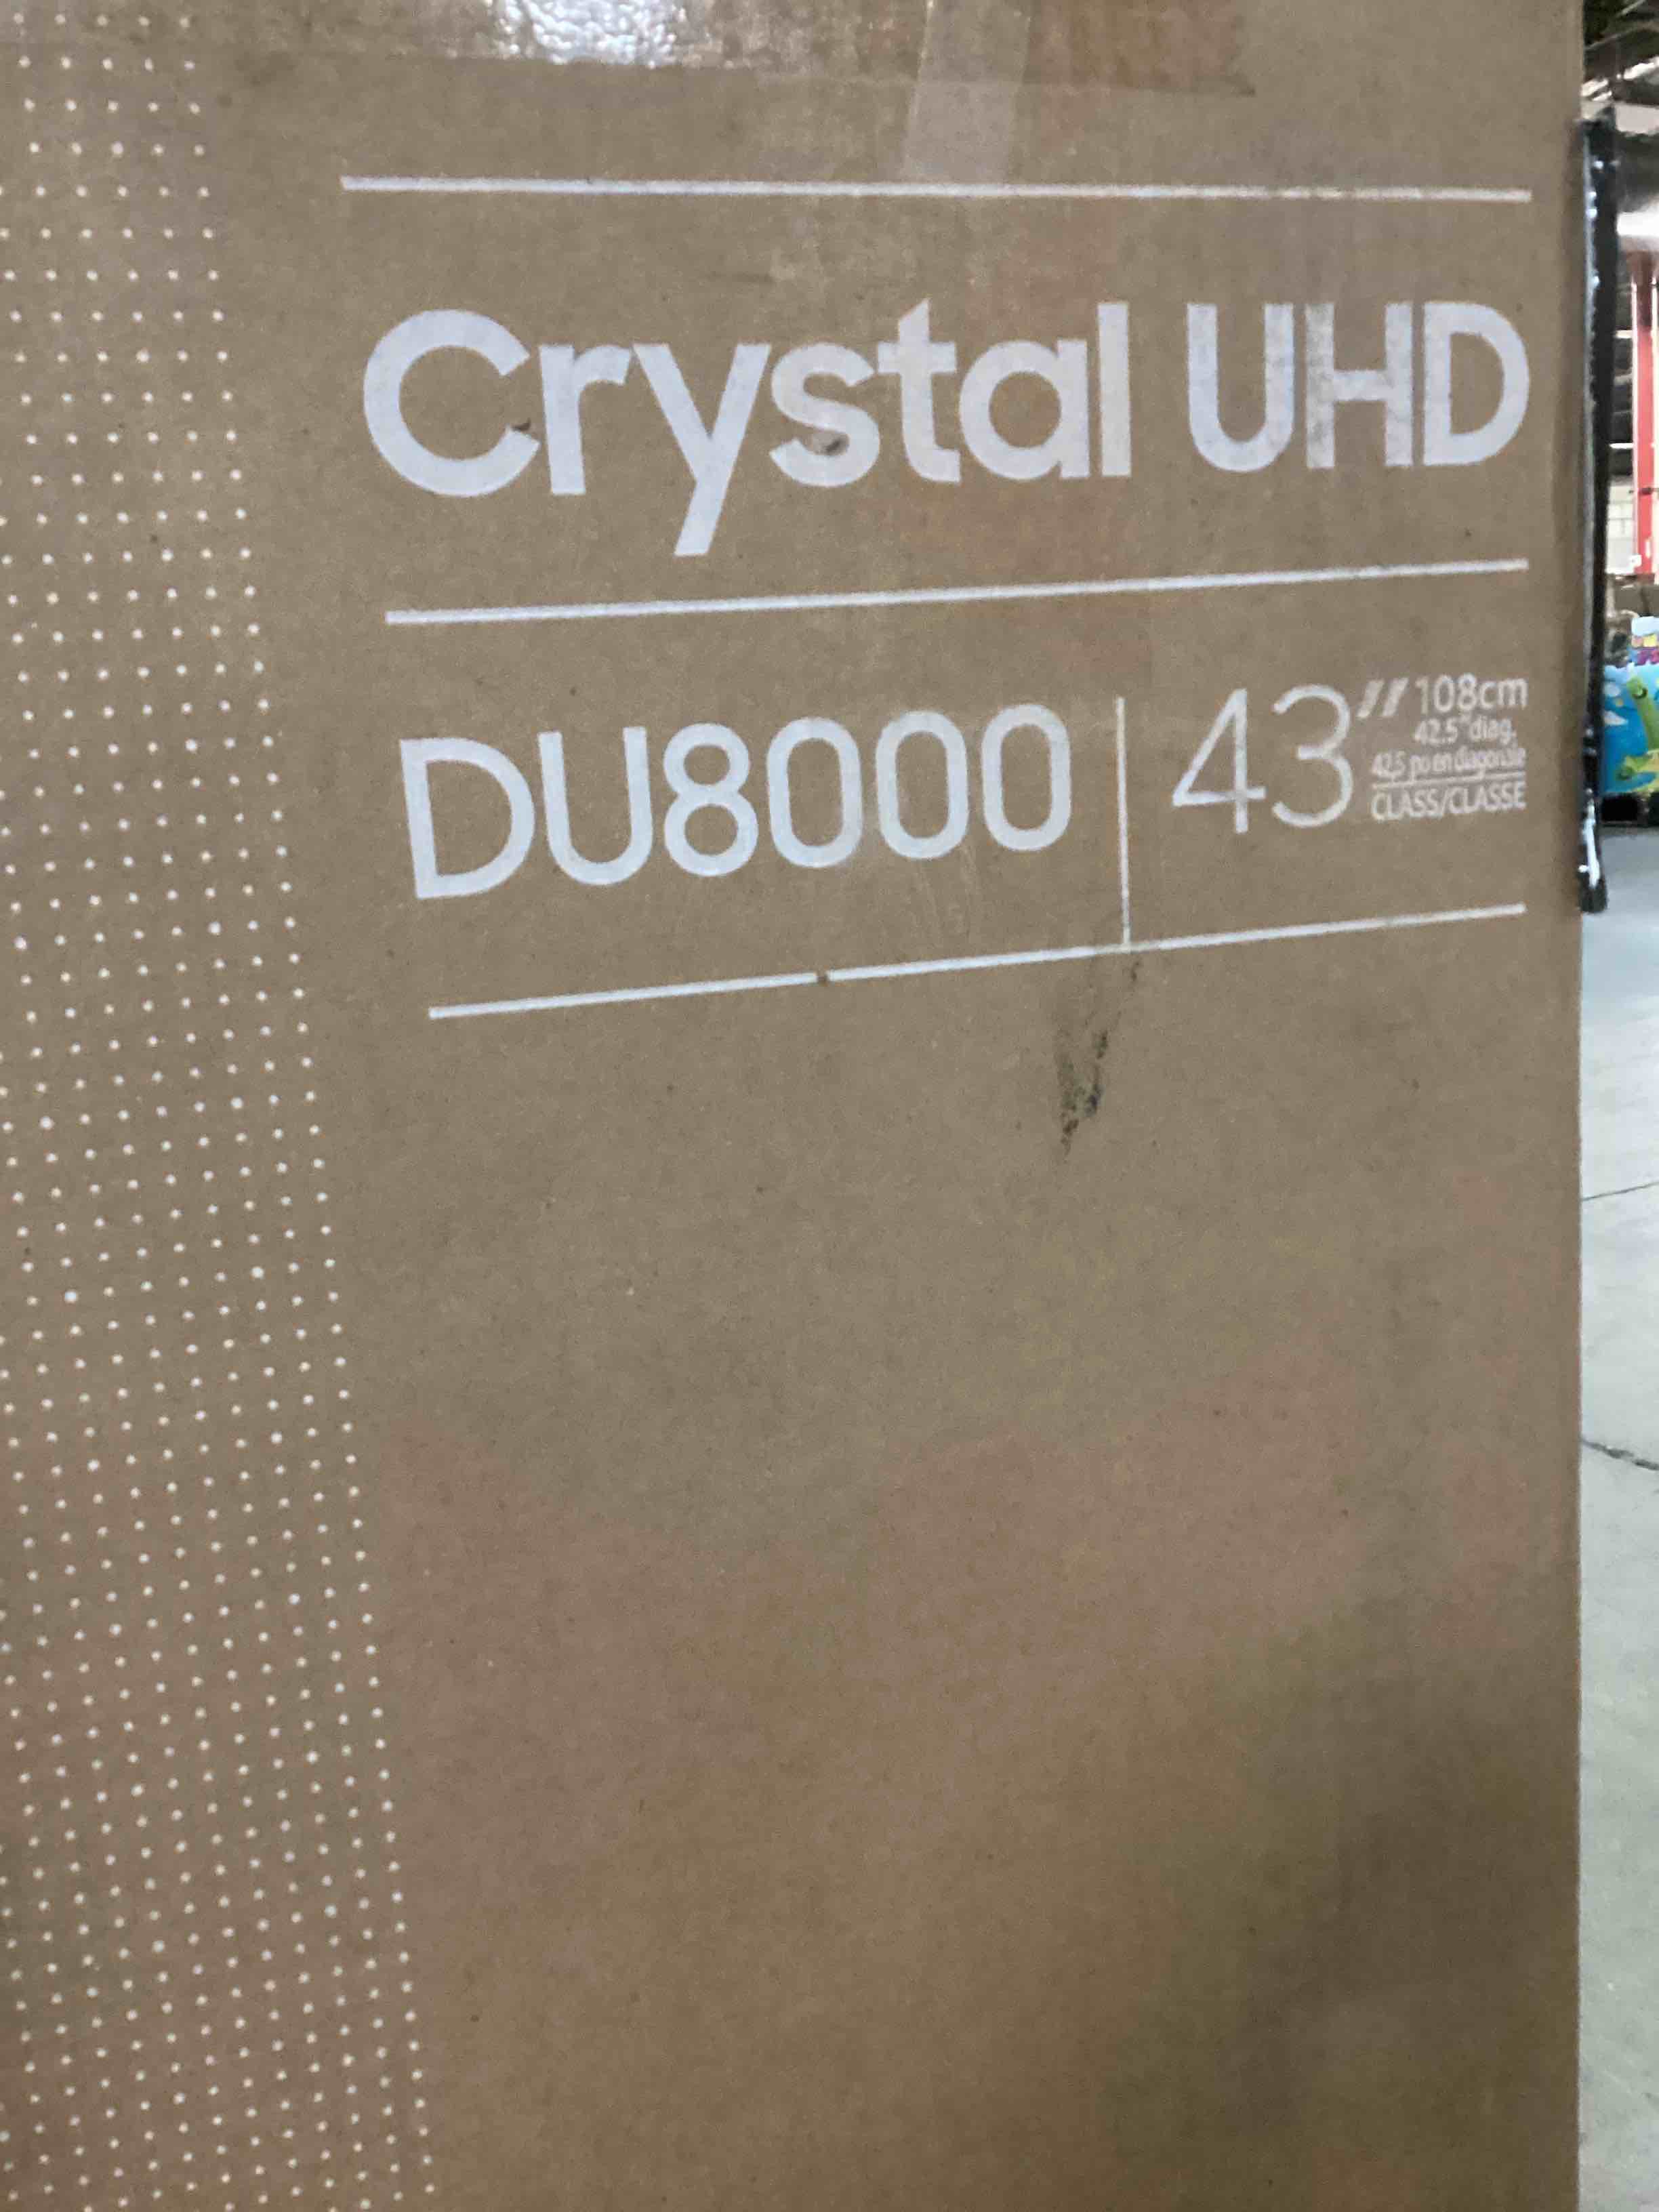 Crystal UHD
DU8000
43" 108cm
42.5" diag.
42,5 po en diagonale
CLASS/CLASSE